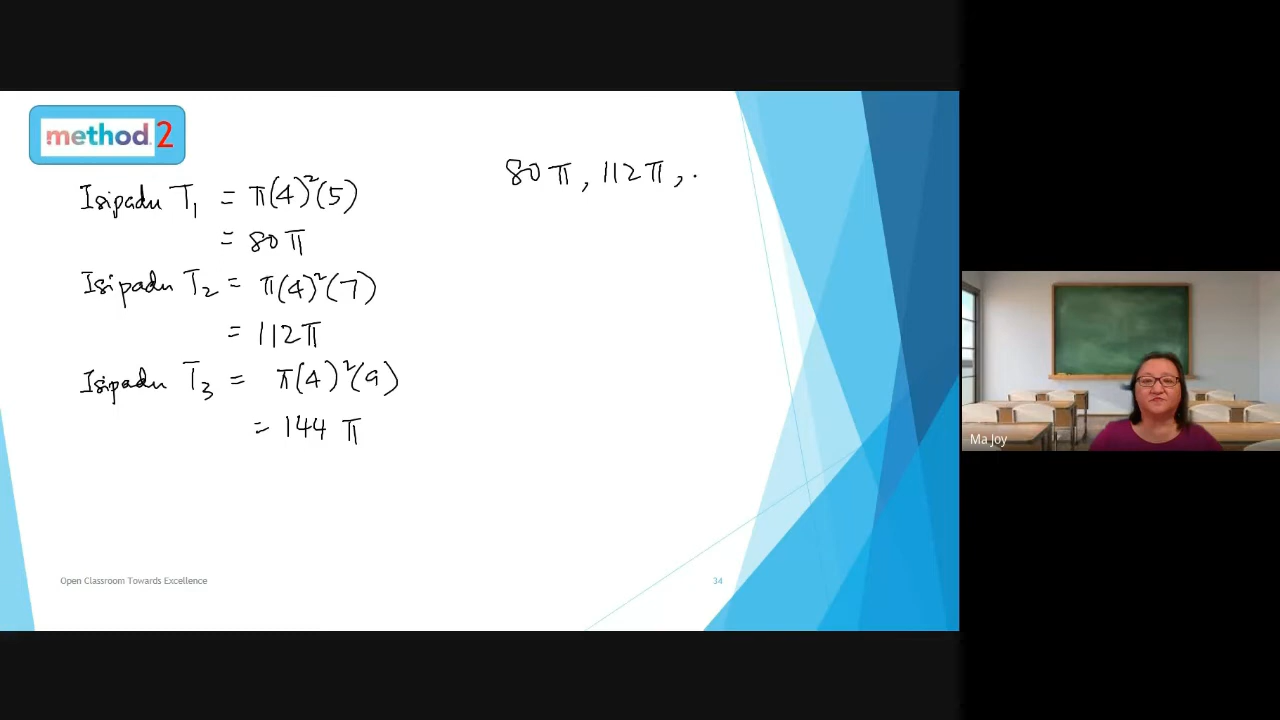 method.2
Isipadu T₁ = π(4)²(5)
= 80π
Isipadu T₂ = π(4)²(7)
= 112π
Isipadu T₃ = π(4)²(9)
= 144 π
80π, 112π, .
Open Classroom Towards Excellence
34
Ma Joy